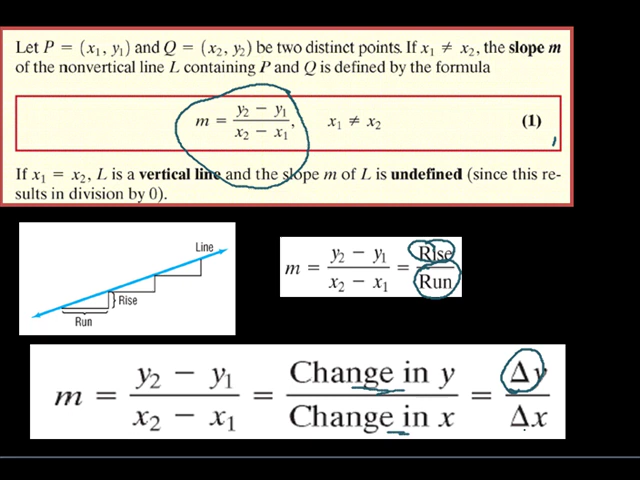 Let P = (x₁, y₁) and Q = (x₂, y₂) be two distinct points. If x₁ ≠ x₂, the slope m
of the nonvertical line L containing P and Q is defined by the formula
m = (y₂ − y₁)/(x₂ − x₁), x₁ ≠ x₂ (1)
If x₁ = x₂, L is a vertical line and the slope m of L is undefined (since this re-
sults in division by 0).
Line
Rise
Run
m = (y₂ − y₁)/(x₂ − x₁) = Rise/Run
m = (y₂ − y₁)/(x₂ − x₁) = Change in y/Change in x = Δy/Δx